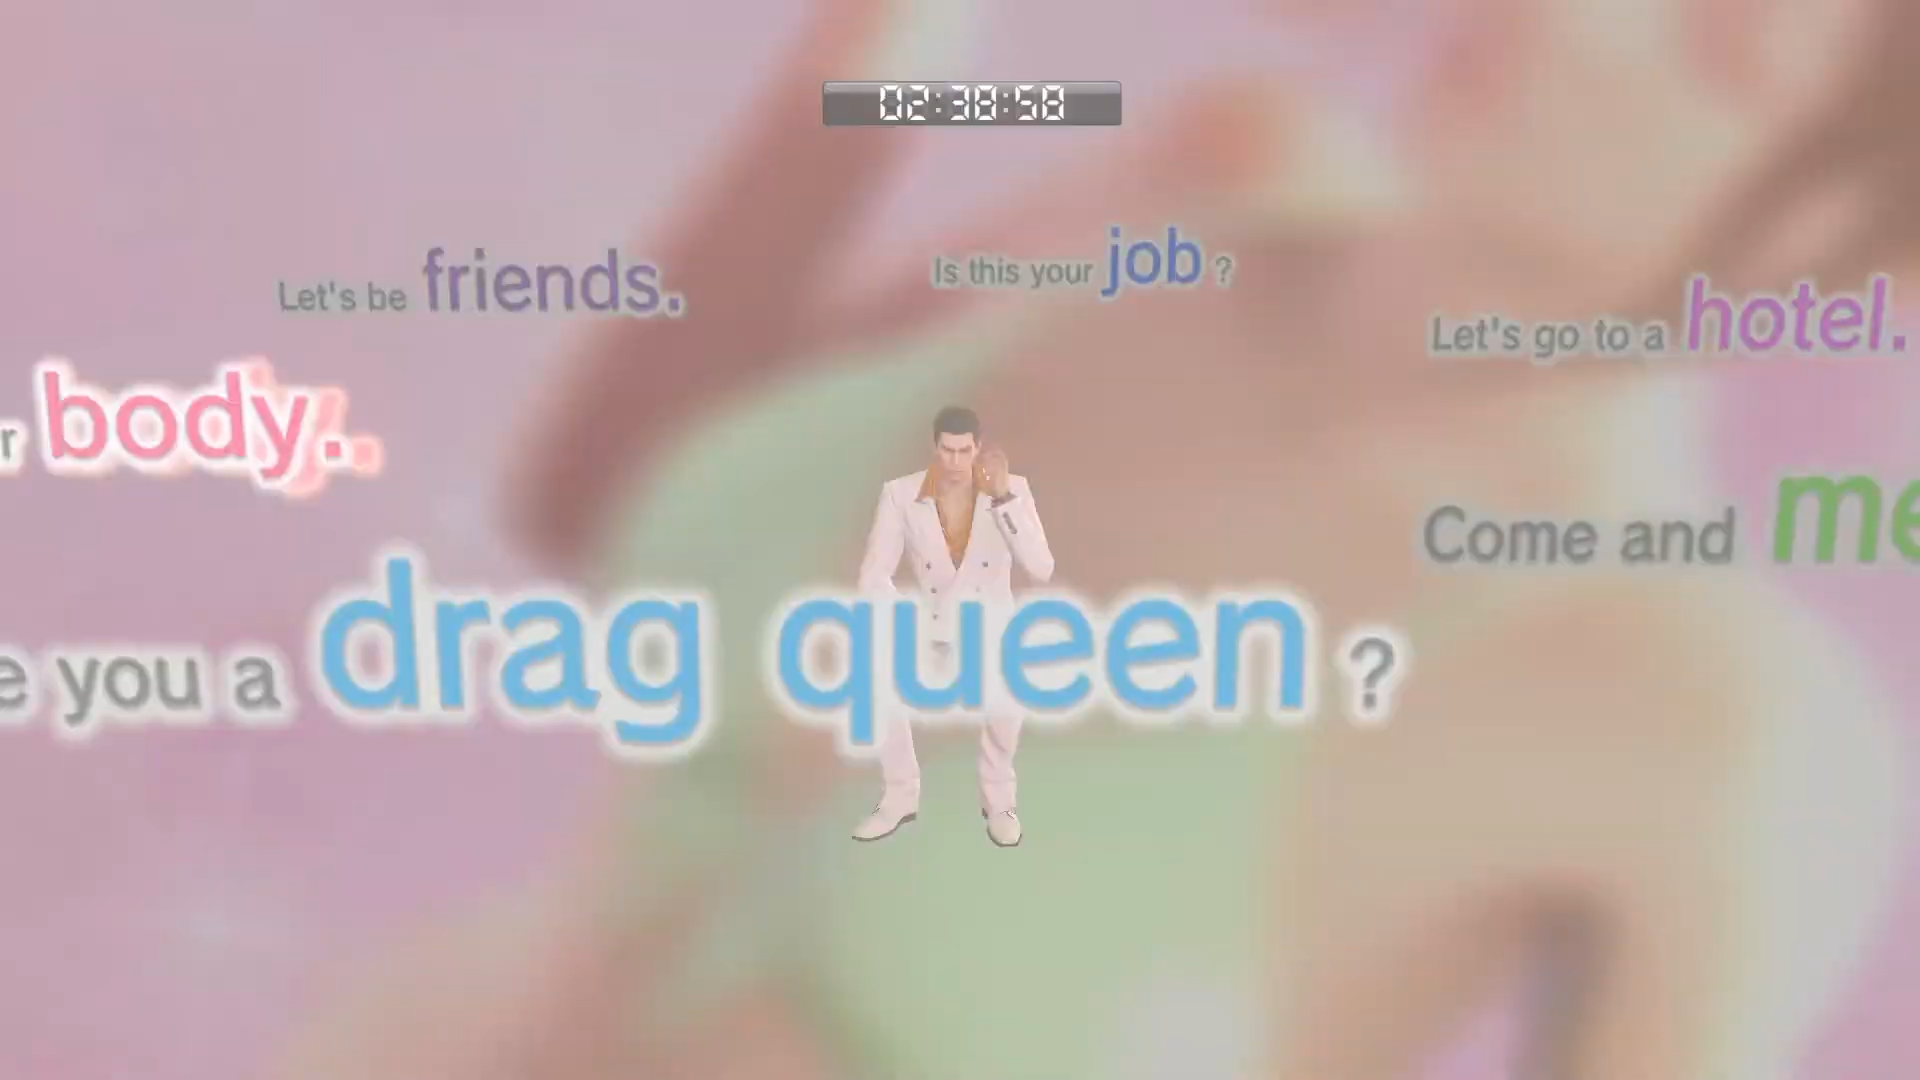 02:38:58
Let's be friends.
Is this your job ?
Let's go to a hotel.
r body.
Come and me
e you a drag queen ?